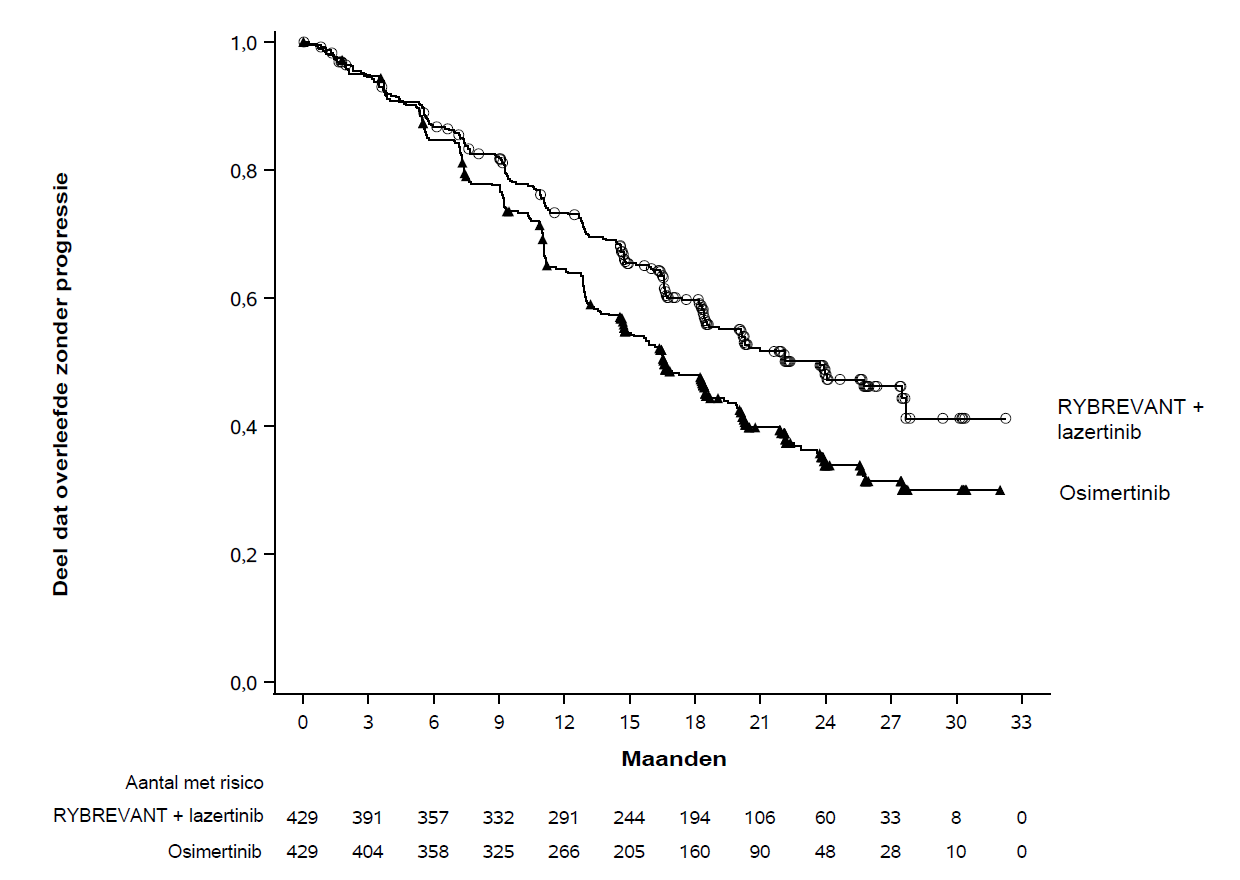 1,0
0,8
0,6
0,4
0,2
0,0
Deel dat overleefde zonder progressie
RYBREVANT +
lazertinib
Osimertinib
0 3 6 9 12 15 18 21 24 27 30 33
Maanden
Aantal met risico
RYBREVANT + lazertinib 429 391 357 332 291 244 194 106 60 33 8 0
Osimertinib 429 404 358 325 266 205 160 90 48 28 10 0